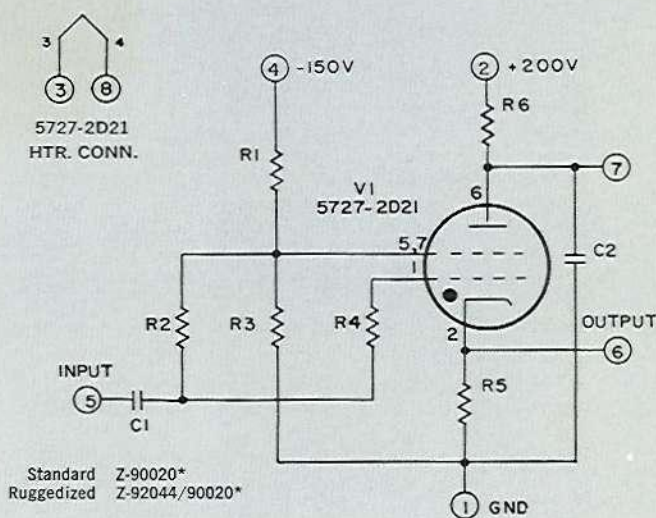 3 4
3 8
5727-2D21
HTR. CONN.
4 -150V
2 +200V
R6
R1
7
V1
5727-2D21
6
5,7
1
C2
R2
R3
R4
2
OUTPUT
6
INPUT
5
C1
R5
Standard Z-90020*
Ruggedized Z-92044/90020*
1 GND